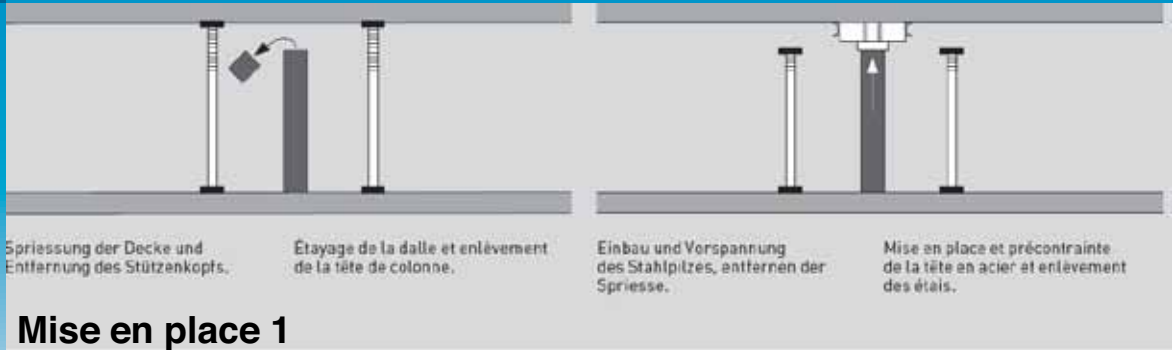 Spriessung der Decke und
Entfernung des Stützenkopfs.
Étayage de la dalle et enlèvement
de la tête de colonne.
Einbau und Vorspannung
des Stahlpilzes, entfernen der
Spriesse.
Mise en place et précontrainte
de la tête en acier et enlèvement
des étais.
Mise en place 1